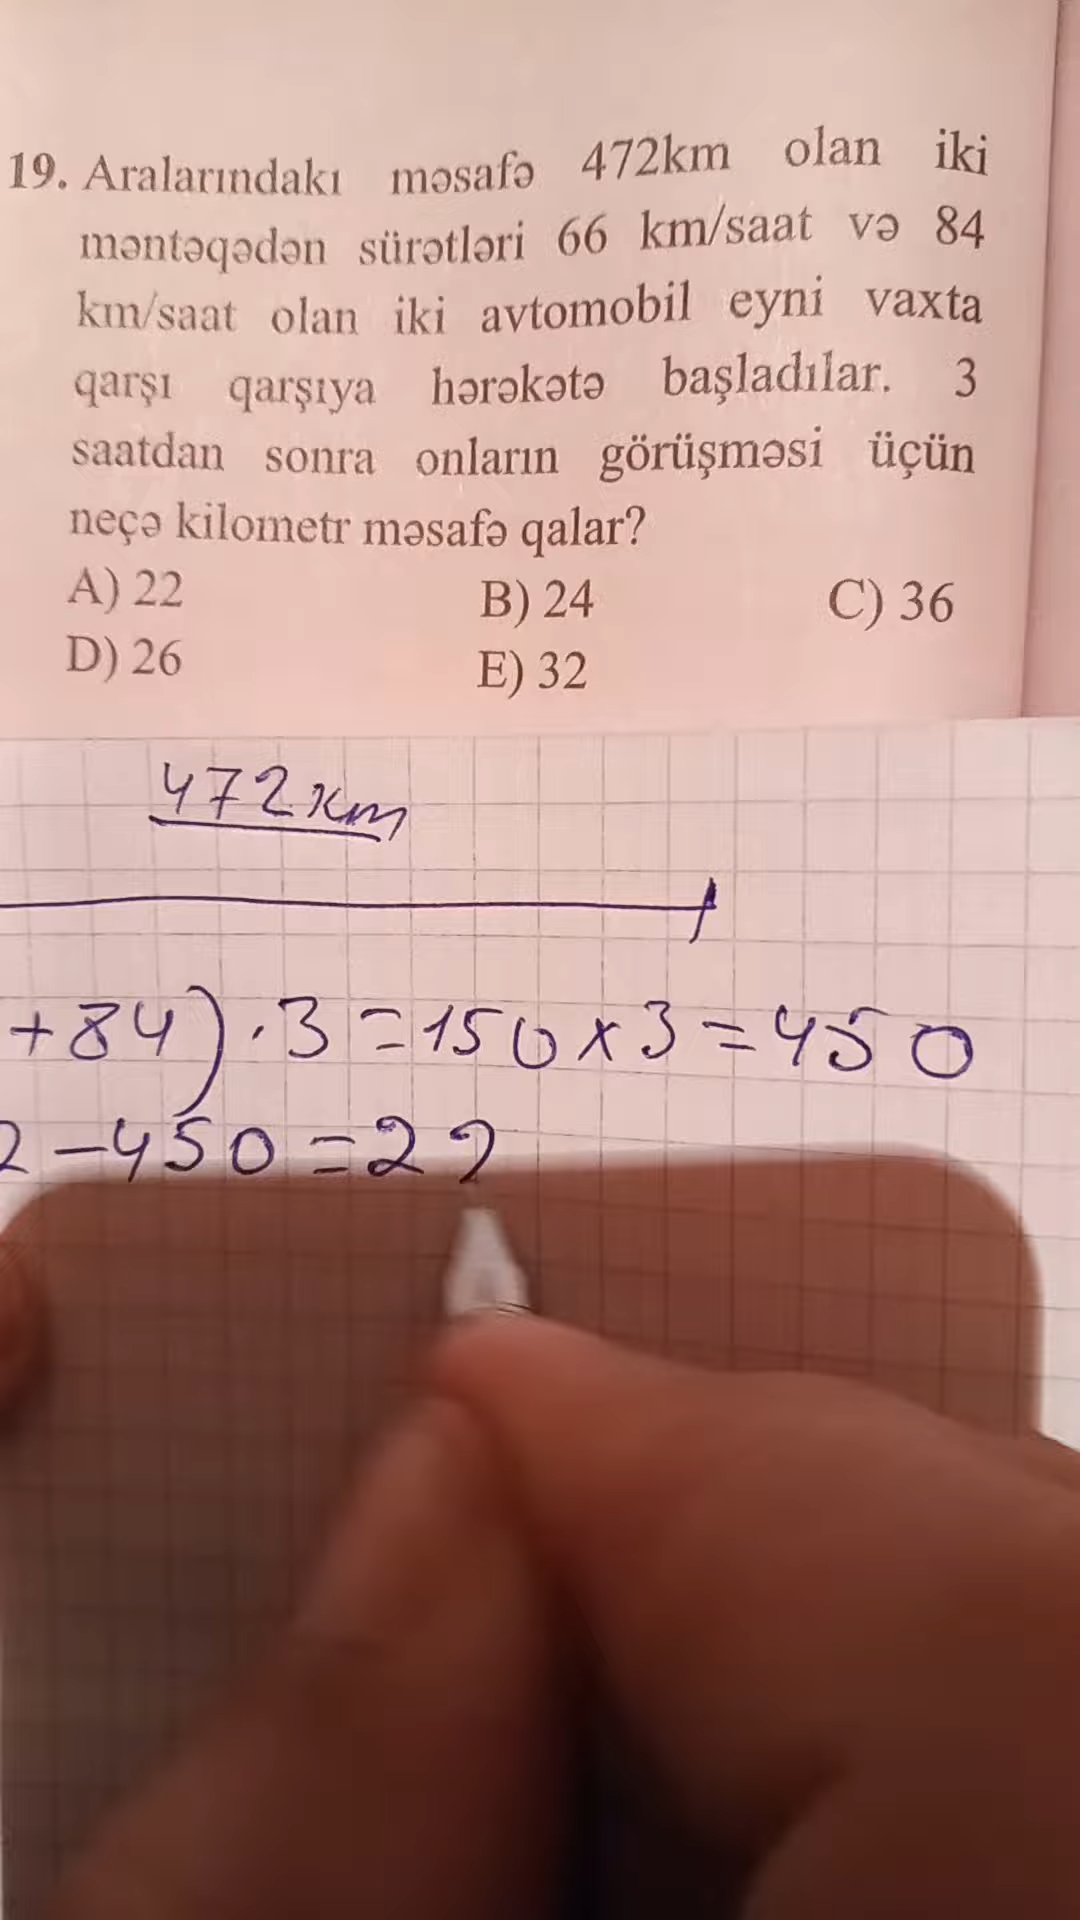 19. Aralarındakı məsafə 472km olan iki
məntəqədən sürətləri 66 km/saat və 84
km/saat olan iki avtomobil eyni vaxta
qarşı qarşıya hərəkətə başladılar. 3
saatdan sonra onların görüşməsi üçün
neçə kilometr məsafə qalar?
A) 22 B) 24 C) 36
D) 26 E) 32
472km
+84) · 3 = 150 x 3 = 450
2 - 450 = 22